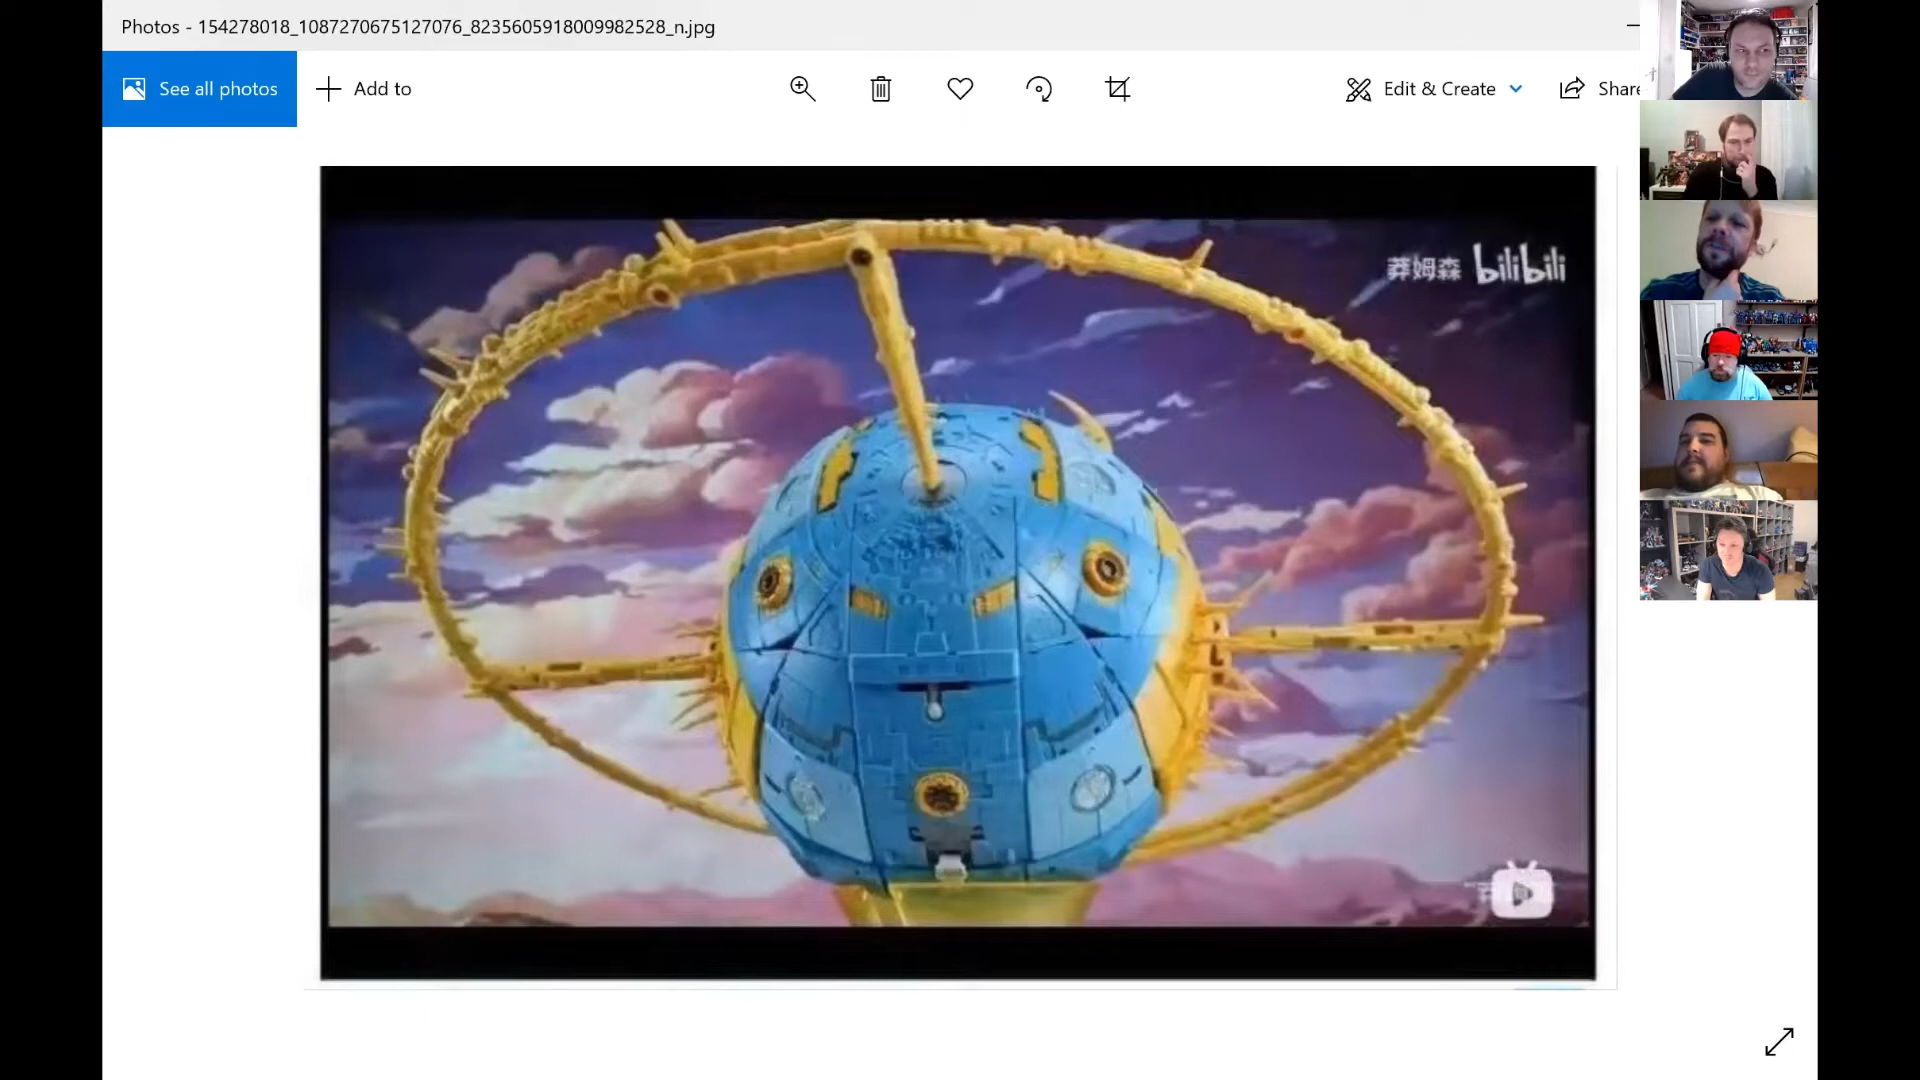 Photos - 154278018_1087270675127076_8235605918009982528_n.jpg
See all photos
Add to
Edit & Create
Share
莽姆森 bilibili